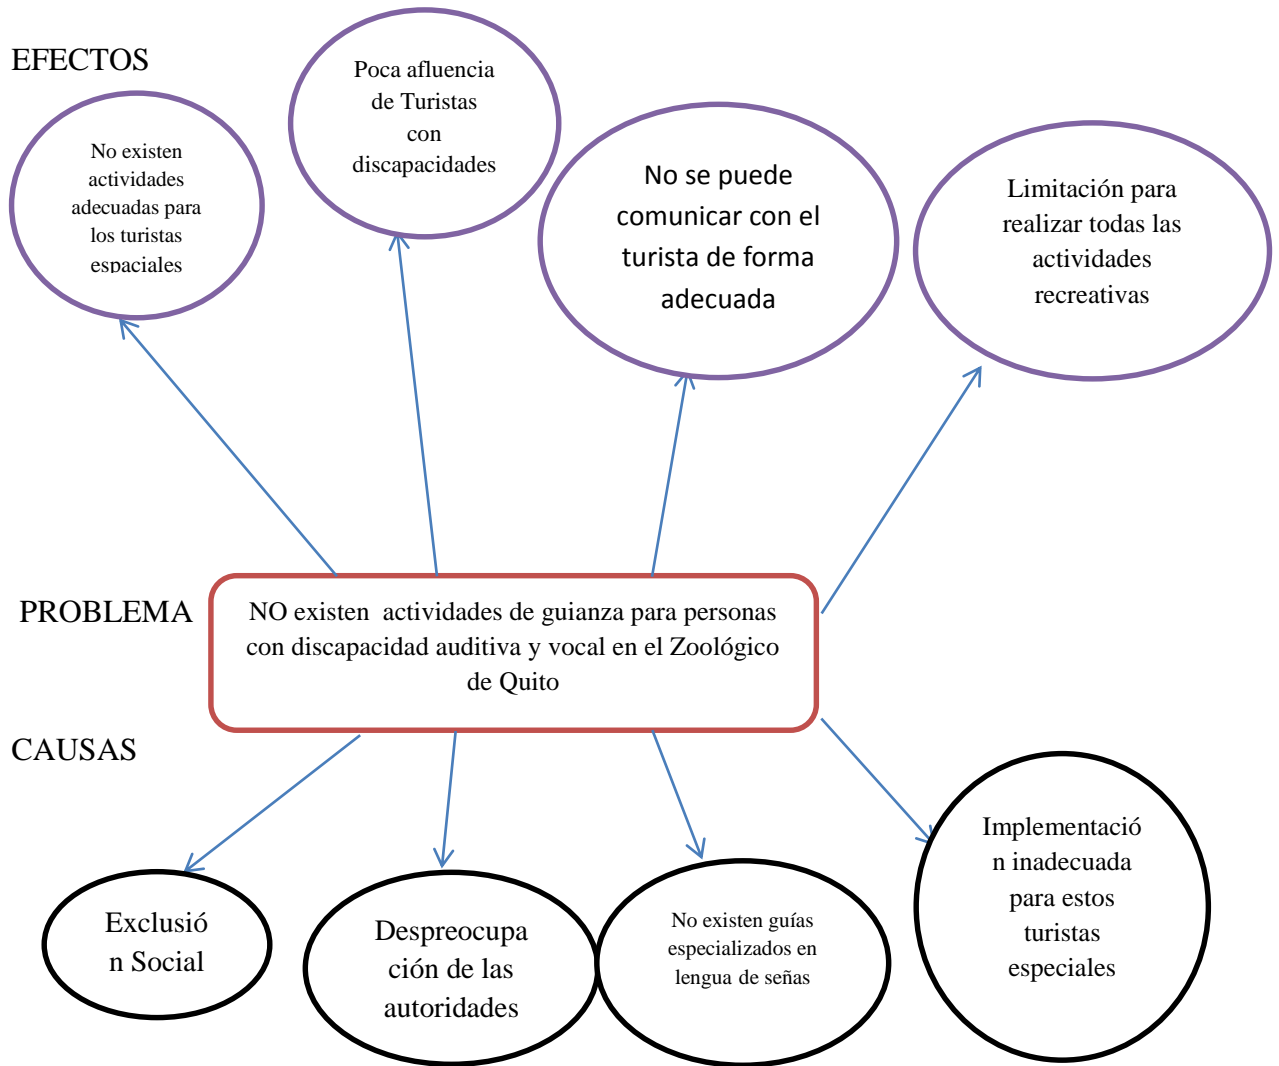 EFECTOS
No existen
actividades
adecuadas para
los turistas
espaciales
Poca afluencia
de Turistas
con
discapacidades
No se puede
comunicar con el
turista de forma
adecuada
Limitación para
realizar todas las
actividades
recreativas
PROBLEMA
NO existen actividades de guianza para personas
con discapacidad auditiva y vocal en el Zoológico
de Quito
CAUSAS
Exclusió
n Social
Despreocupa
ción de las
autoridades
No existen guías
especializados en
lengua de señas
Implementació
n inadecuada
para estos
turistas
especiales